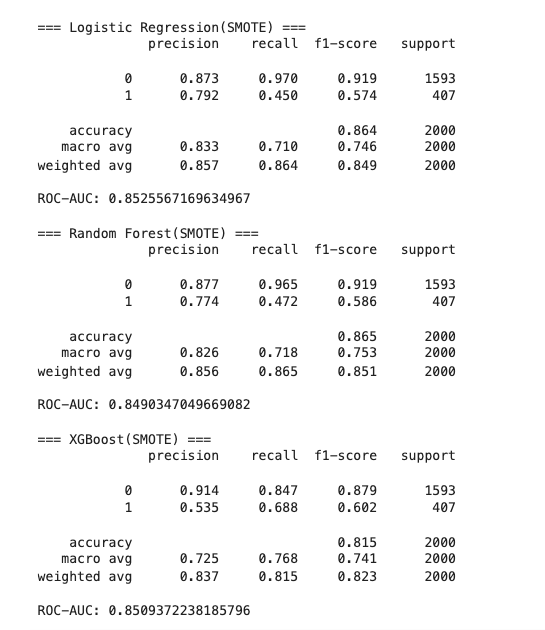 === Logistic Regression(SMOTE) ===
precision recall f1-score support
0 0.873 0.970 0.919 1593
1 0.792 0.450 0.574 407
accuracy 0.864 2000
macro avg 0.833 0.710 0.746 2000
weighted avg 0.857 0.864 0.849 2000
ROC-AUC: 0.8525567169634967
=== Random Forest(SMOTE) ===
precision recall f1-score support
0 0.877 0.965 0.919 1593
1 0.774 0.472 0.586 407
accuracy 0.865 2000
macro avg 0.826 0.718 0.753 2000
weighted avg 0.856 0.865 0.851 2000
ROC-AUC: 0.8490347049669082
=== XGBoost(SMOTE) ===
precision recall f1-score support
0 0.914 0.847 0.879 1593
1 0.535 0.688 0.602 407
accuracy 0.815 2000
macro avg 0.725 0.768 0.741 2000
weighted avg 0.837 0.815 0.823 2000
ROC-AUC: 0.8509372238185796